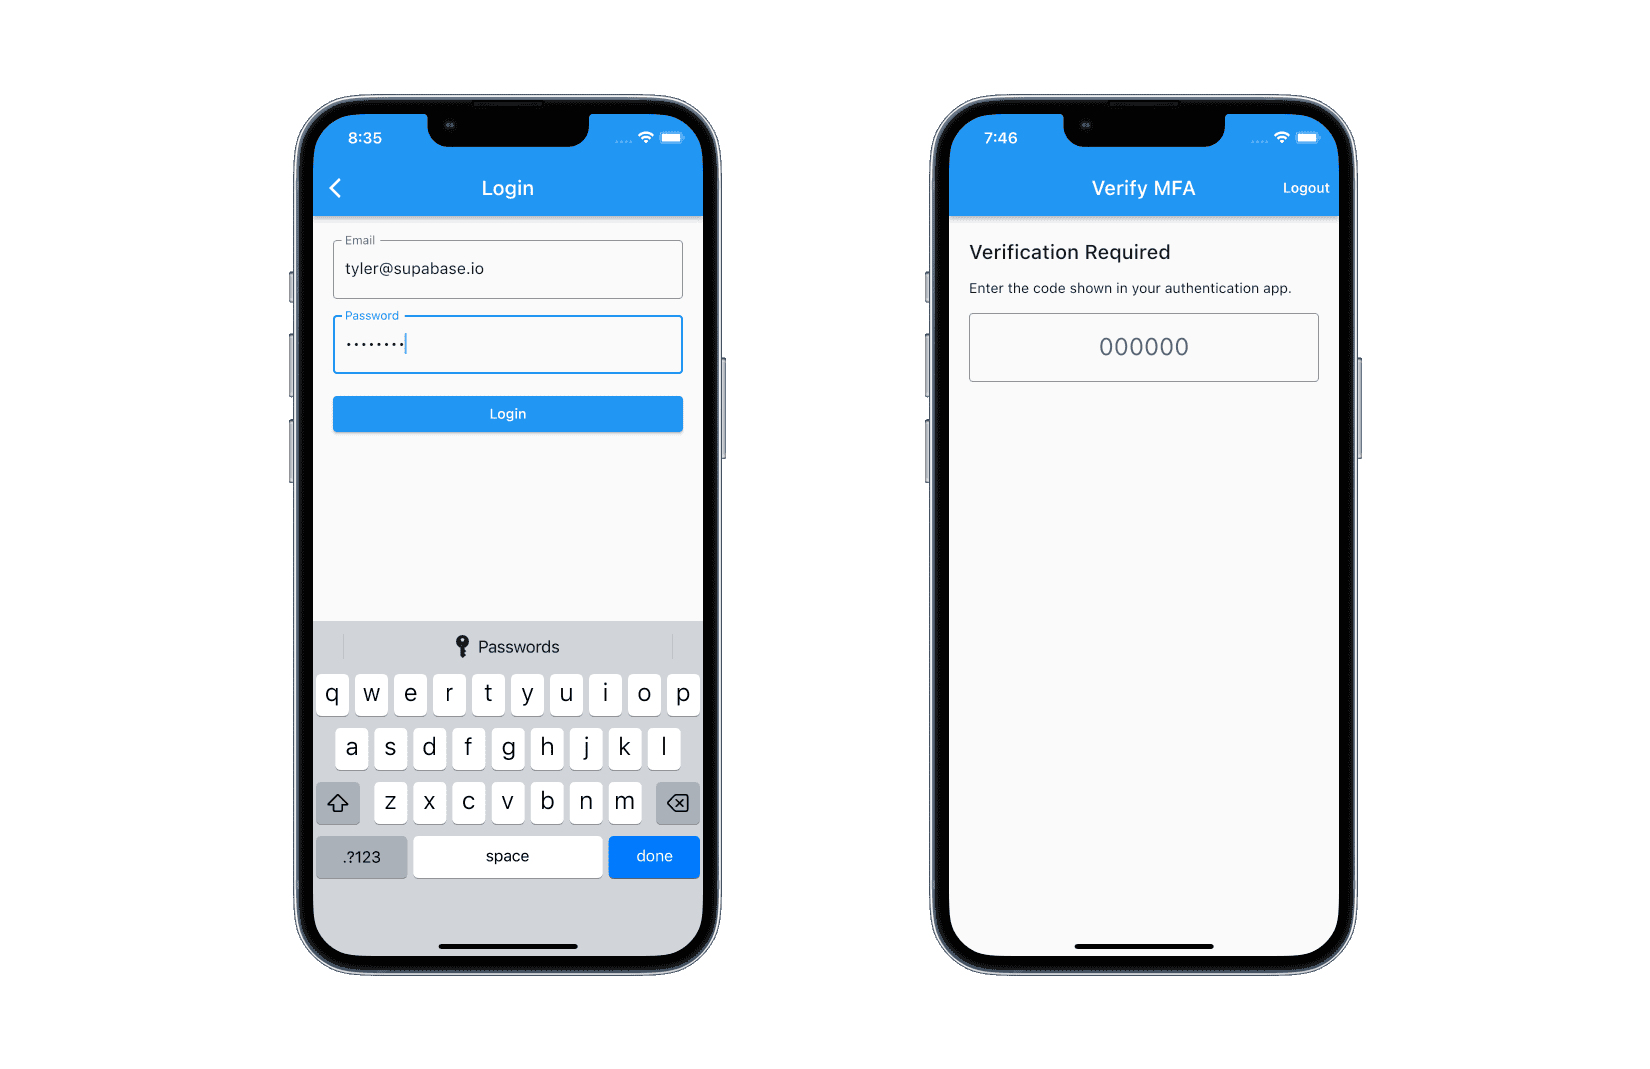 8:35
Login
Email
tyler@supabase.io
Password
••••••••
Login
Passwords
q w e r t y u i o p
a s d f g h j k l
z x c v b n m
.?123 space done
7:46
Verify MFA Logout
Verification Required
Enter the code shown in your authentication app.
000000